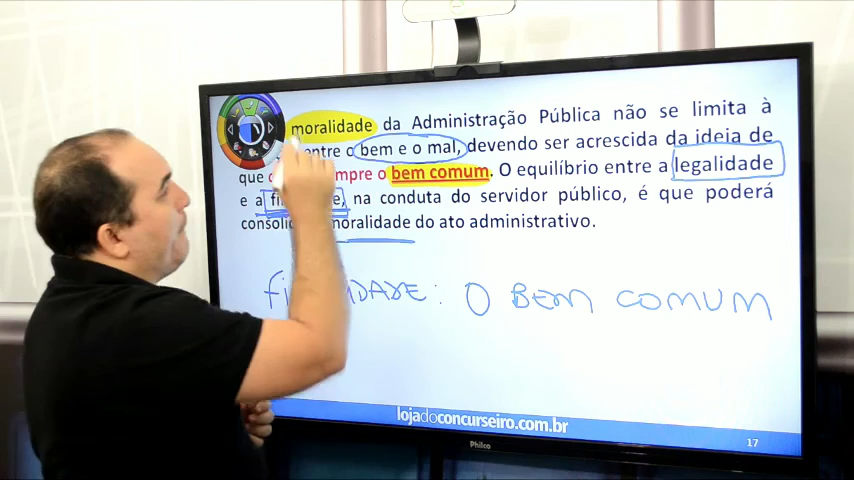 moralidade da Administração Pública não se limita à
entre o bem e o mal, devendo ser acrescida da ideia de
que o bem comum. O equilíbrio entre a legalidade
e a na conduta do servidor público, é que poderá
moralidade do ato administrativo.
O BEM COMUM
lojadoconcurseiro.com.br
17
Philco